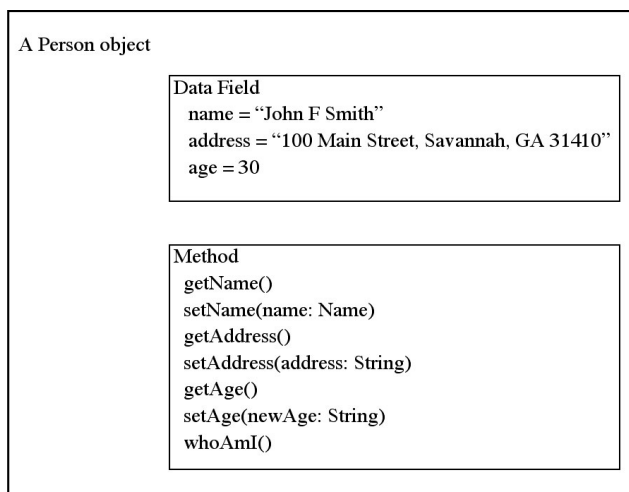 A Person object
Data Field
name = “John F Smith”
address = “100 Main Street, Savannah, GA 31410”
age = 30
Method
getName()
setName(name: Name)
getAddress()
setAddress(address: String)
getAge()
setAge(newAge: String)
whoAmI()